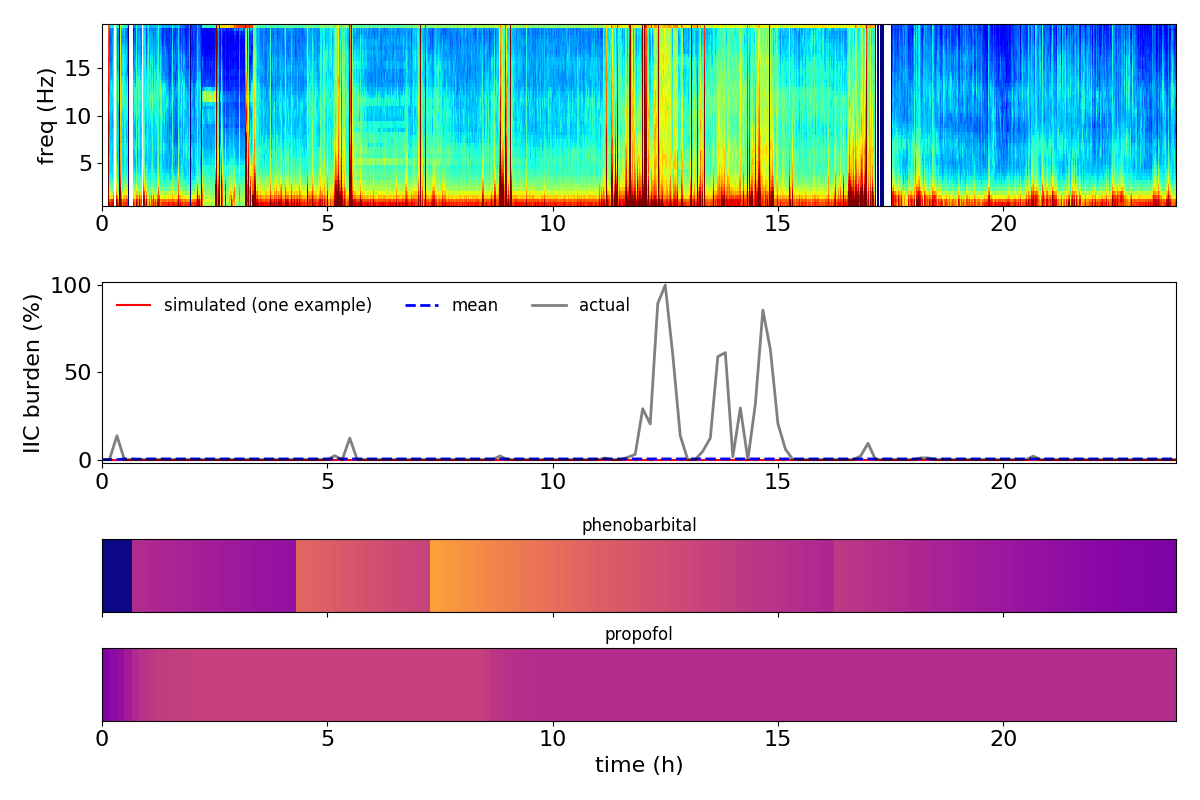 freq (Hz)
15
10
5
0 5 10 15 20
IIC burden (%)
100
50
0
simulated (one example) mean actual
0 5 10 15 20
phenobarbital
propofol
0 5 10 15 20
time (h)